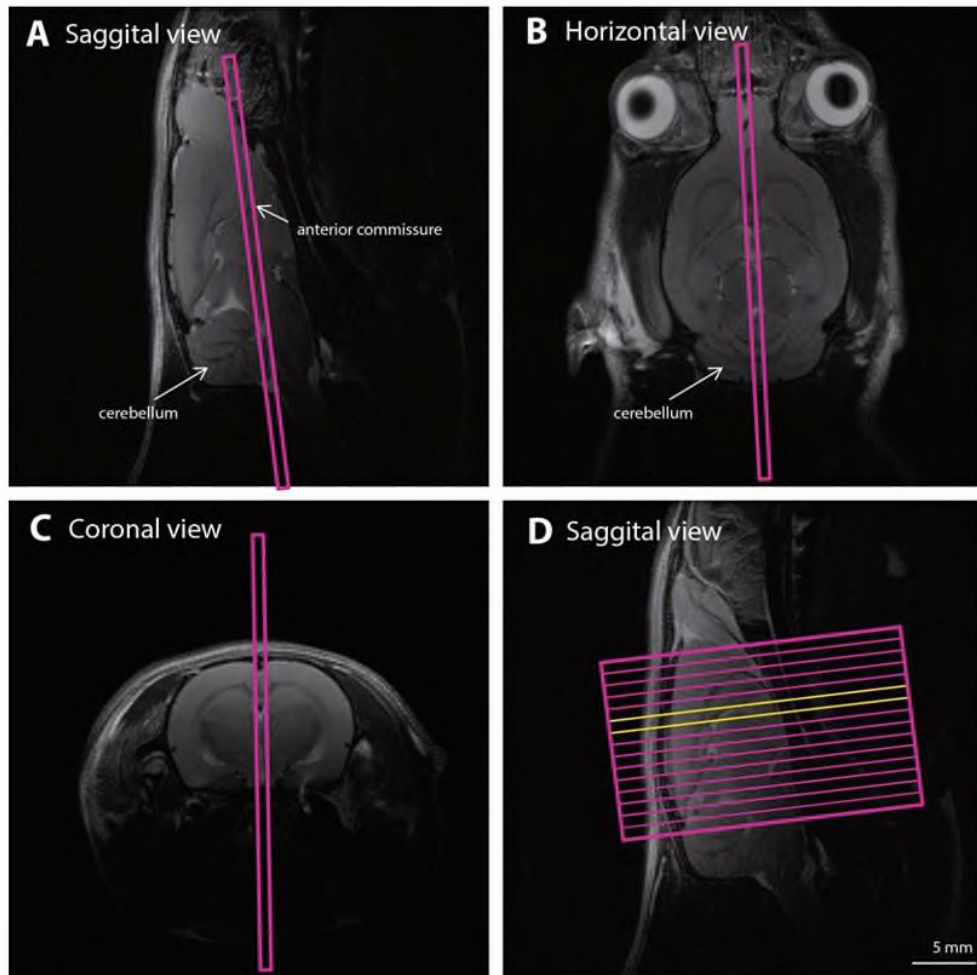 A Saggital view
anterior commissure
cerebellum
B Horizontal view
cerebellum
C Coronal view
D Saggital view
5 mm